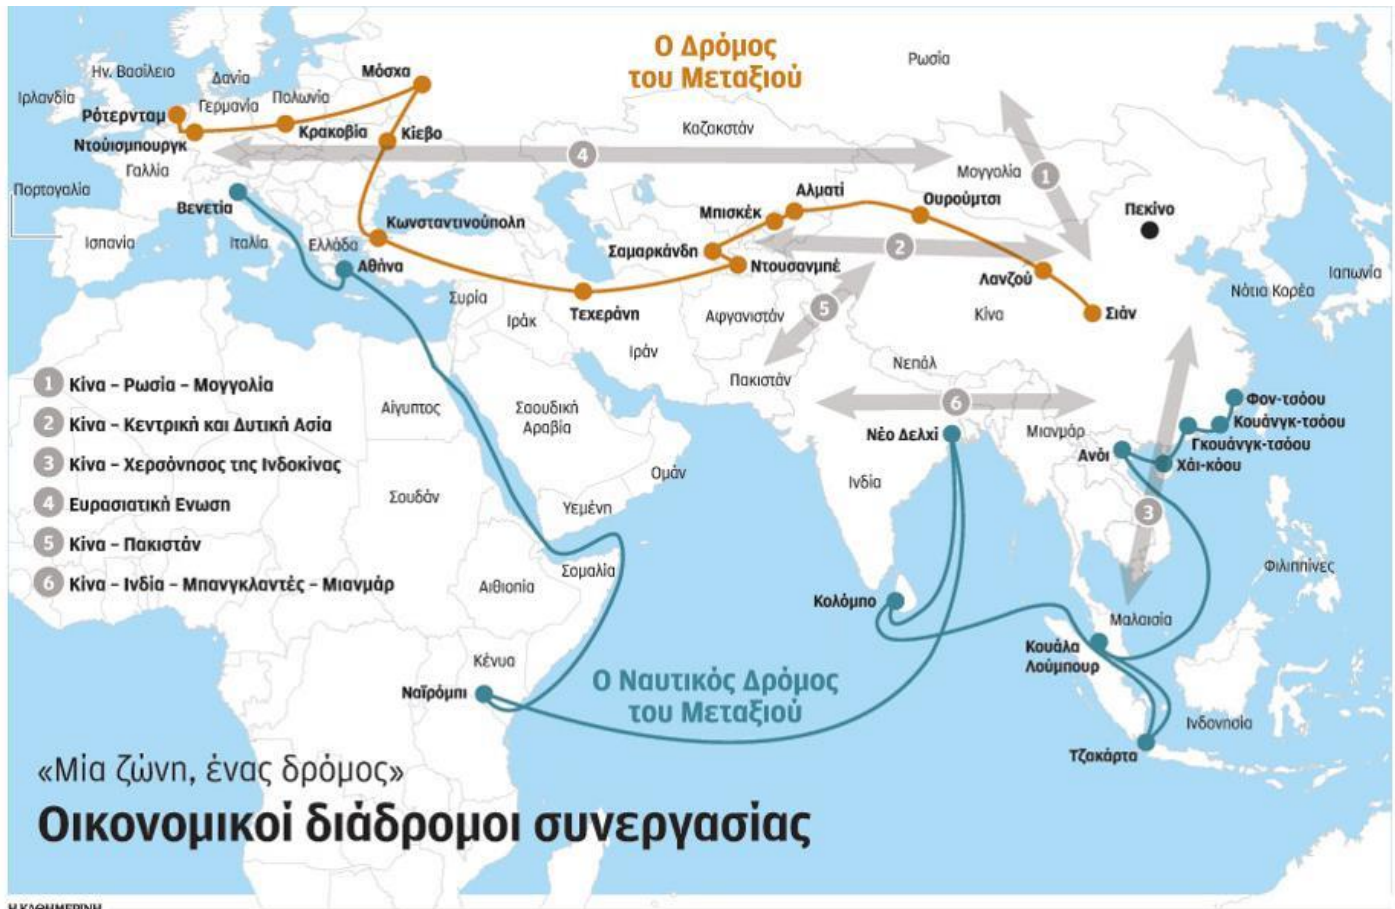 Ο Δρόμος
του Μεταξιού
Ρωσία
Μόσχα
Ην. Βασίλειο
Δανία
Ιρλανδία
Γερμανία
Πολωνία
Ρότερνταμ
Κρακοβία
Κίεβο
Καζακστάν
Ντούισμπουργκ
4
Γαλλία
Μογγολία
1
Πορτογαλία
Αλματί
Ουρούμτσι
Βενετία
Μπισκέκ
Πεκίνο
Κωνσταντινούπολη
Ισπανία
Ιταλία
Ελλάδα
Σαμαρκάνδη
2
Αθήνα
Ντουσανμπέ
Λανζού
Ιαπωνία
Συρία
Νότια Κορέα
Τεχεράνη
5
Αφγανιστάν
Κίνα
Σιάν
Ιράκ
Ιράν
Νεπάλ
Πακιστάν
1 Κίνα – Ρωσία – Μογγολία
2 Κίνα – Κεντρική και Δυτική Ασία
3 Κίνα – Χερσόνησος της Ινδοκίνας
4 Ευρασιατική Ενωση
5 Κίνα – Πακιστάν
6 Κίνα – Ινδία – Μπανγκλαντές – Μιανμάρ
Αίγυπτος
Σαουδική
Αραβία
6
Φον-τσόου
Κουάνγκ-τσόου
Γκουάνγκ-τσόου
Χάι-κόου
Νέο Δελχί
Μιανμάρ
Ανόι
Ομάν
Ινδία
Σουδάν
Υεμένη
3
Σομαλία
Αιθιοπία
Φιλιππίνες
Κολόμπο
Μαλαισία
Κουάλα
Λούμπουρ
Κένυα
Ναϊρόμπι
Ο Ναυτικός Δρόμος
του Μεταξιού
Ινδονησία
Τζακάρτα
«Μία ζώνη, ένας δρόμος»
Οικονομικοί διάδρομοι συνεργασίας
Η ΚΑΘΗΜΕΡΙΝΗ